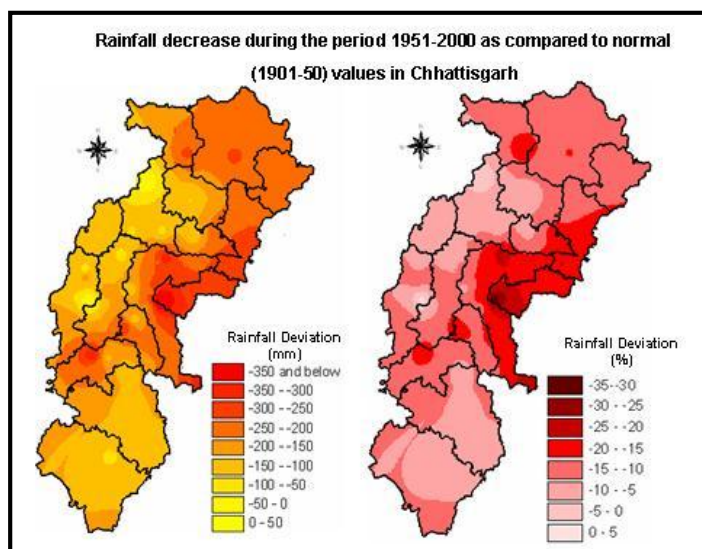 Rainfall decrease during the period 1951-2000 as compared to normal
(1901-50) values in Chhattisgarh
Rainfall Deviation
(mm)
-350 and below
-350 --300
-300 --250
-250 --200
-200 --150
-150 --100
-100 --50
-50 - 0
0 - 50
Rainfall Deviation
(%)
-35--30
-30 --25
-25 --20
-20 --15
-15 --10
-10 --5
-5 - 0
0 - 5